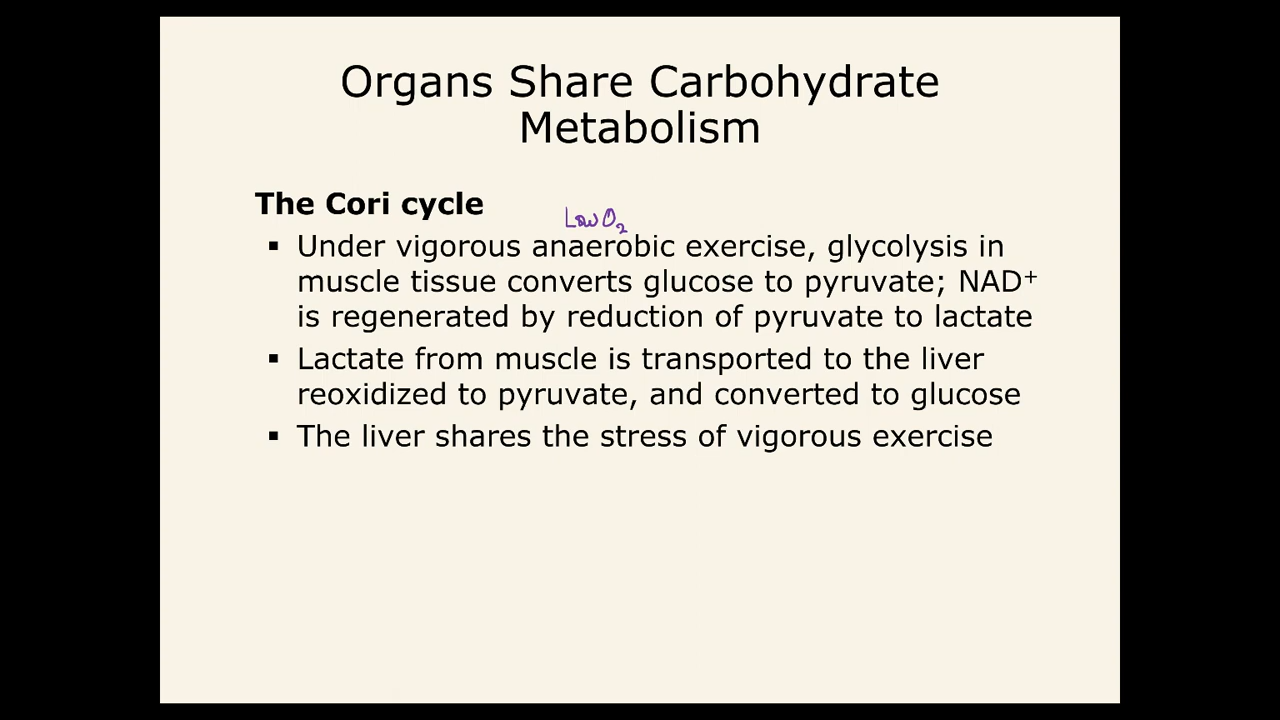 Organs Share Carbohydrate
Metabolism
The Cori cycle
Low O₂
▪ Under vigorous anaerobic exercise, glycolysis in
muscle tissue converts glucose to pyruvate; NAD⁺
is regenerated by reduction of pyruvate to lactate
▪ Lactate from muscle is transported to the liver
reoxidized to pyruvate, and converted to glucose
▪ The liver shares the stress of vigorous exercise